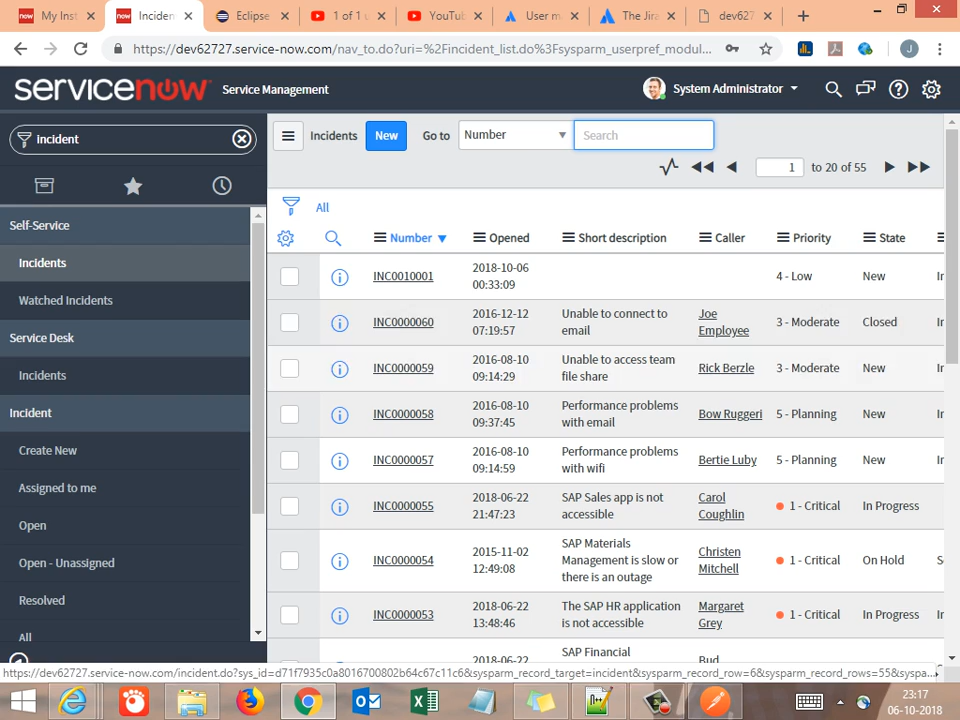 My Inst
Inciden
Eclipse
1 of 1 u
YouTub
User m
The Jira
dev627
https://dev62727.service-now.com/nav_to.do?uri=%2Fincident_list.do%3Fsysparm_userpref_modul...
J
servicenow Service Management
System Administrator
incident
Incidents New Go to Number Search
1 to 20 of 55
Self-Service
Incidents
Watched Incidents
Service Desk
Incidents
Incident
Create New
Assigned to me
Open
Open - Unassigned
Resolved
All
All
Number Opened Short description Caller Priority State
INC0010001 2018-10-06 00:33:09 4 - Low New
INC0000060 2016-12-12 07:19:57 Unable to connect to email Joe Employee 3 - Moderate Closed
INC0000059 2016-08-10 09:14:29 Unable to access team file share Rick Berzle 3 - Moderate New
INC0000058 2016-08-10 09:37:45 Performance problems with email Bow Ruggeri 5 - Planning New
INC0000057 2016-08-10 09:14:59 Performance problems with wifi Bertie Luby 5 - Planning New
INC0000055 2018-06-22 21:47:23 SAP Sales app is not accessible Carol Coughlin 1 - Critical In Progress
INC0000054 2015-11-02 12:49:08 SAP Materials Management is slow or there is an outage Christen Mitchell 1 - Critical On Hold
INC0000053 2018-06-22 13:48:46 The SAP HR application is not accessible Margaret Grey 1 - Critical In Progress
2018-06-22 SAP Financial Bud
https://dev62727.service-now.com/incident.do?sys_id=d71f7935c0a8016700802b64c67c11c6&sysparm_record_target=incident&sysparm_record_row=6&sysparm_record_rows=55&syspa...
23:17
06-10-2018